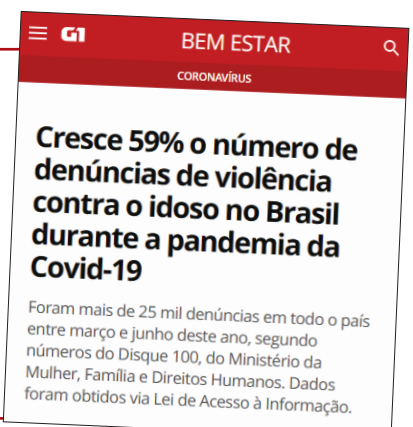 G1
BEM ESTAR
CORONAVÍRUS
Cresce 59% o número de
denúncias de violência
contra o idoso no Brasil
durante a pandemia da
Covid-19
Foram mais de 25 mil denúncias em todo o país
entre março e junho deste ano, segundo
números do Disque 100, do Ministério da
Mulher, Família e Direitos Humanos. Dados
foram obtidos via Lei de Acesso à Informação.